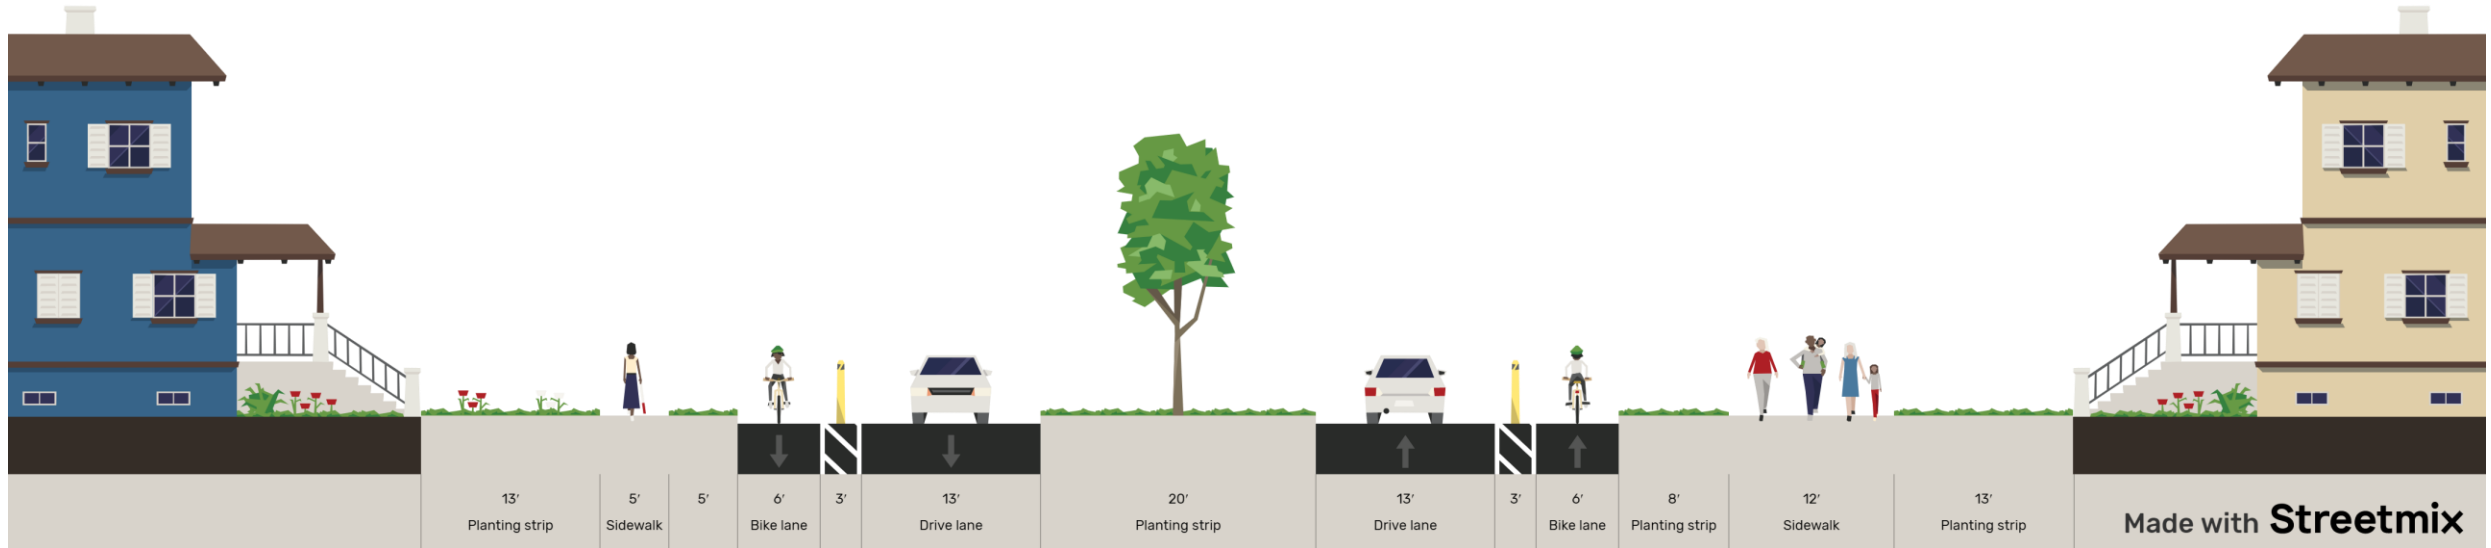 13′ 5′ 5′ 6′ 3′ 13′ 20′ 13′ 3′ 6′ 8′ 12′ 13′
Planting strip Sidewalk Bike lane Drive lane Planting strip Drive lane Bike lane Planting strip Sidewalk Planting strip
Made with Streetmix